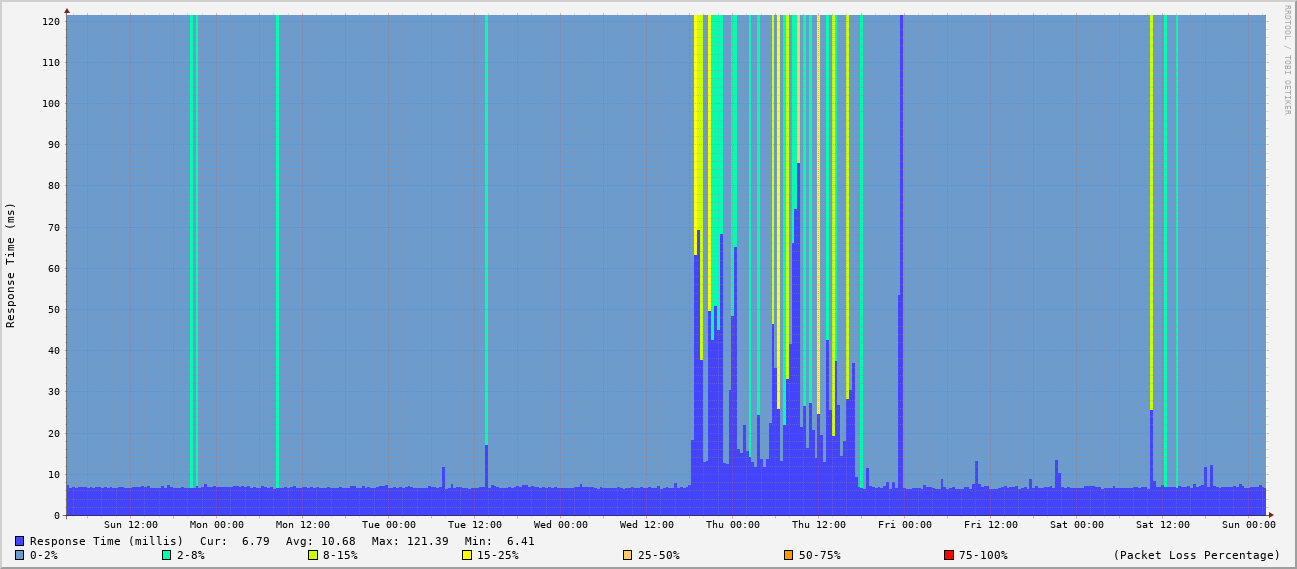 RRDTOOL / TOBI OETIKER
Response Time (ms)
120
110
100
90
80
70
60
50
40
30
20
10
0
Sun 12:00 Mon 00:00 Mon 12:00 Tue 00:00 Tue 12:00 Wed 00:00 Wed 12:00 Thu 00:00 Thu 12:00 Fri 00:00 Fri 12:00 Sat 00:00 Sat 12:00 Sun 00:00
Response Time (millis) Cur: 6.79 Avg: 10.68 Max: 121.39 Min: 6.41
0-2% 2-8% 8-15% 15-25% 25-50% 50-75% 75-100% (Packet Loss Percentage)